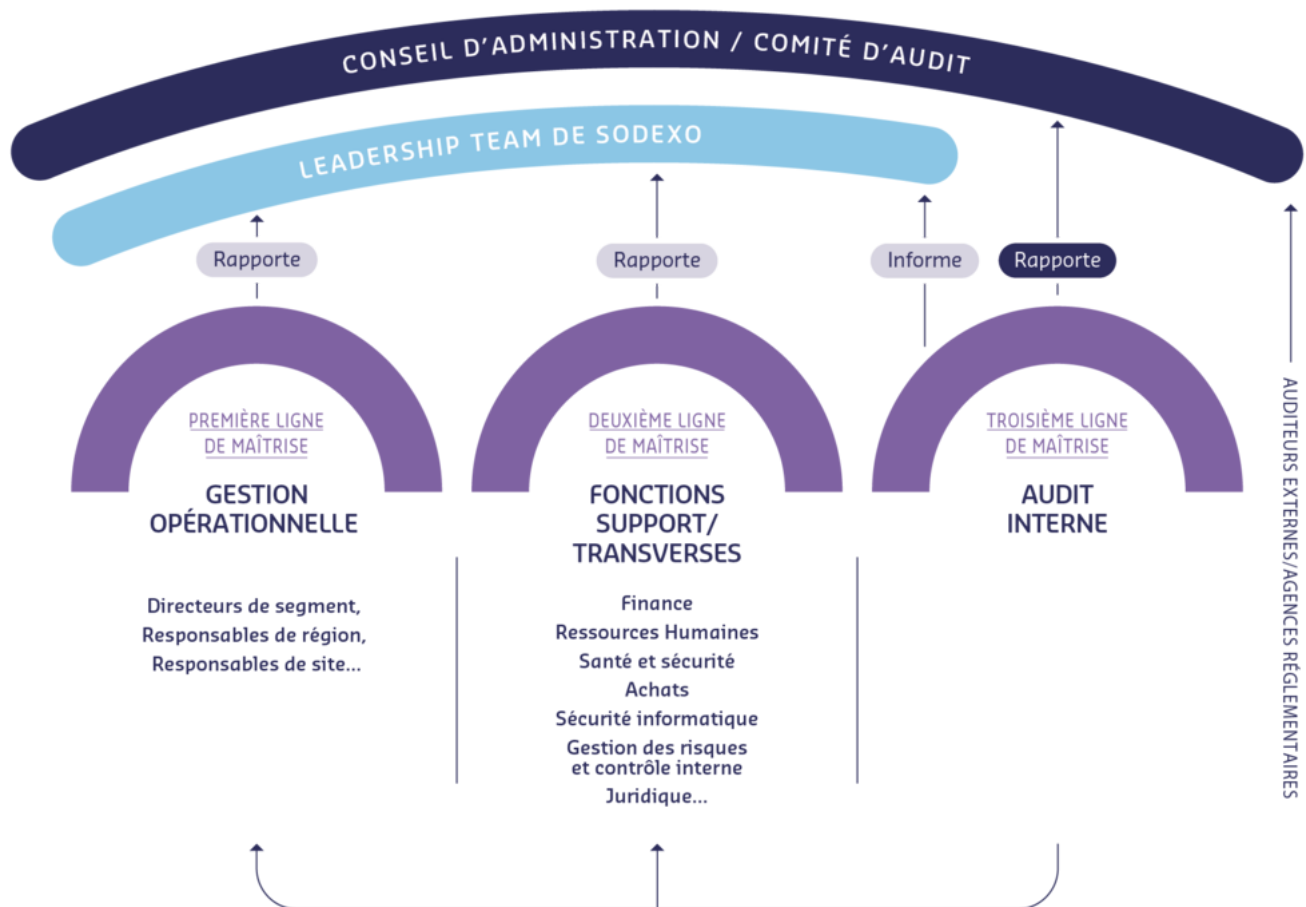 CONSEIL D'ADMINISTRATION / COMITÉ D'AUDIT
LEADERSHIP TEAM DE SODEXO
Rapporte
Rapporte
Informe
Rapporte
PREMIÈRE LIGNE
DE MAÎTRISE
GESTION
OPÉRATIONNELLE
Directeurs de segment,
Responsables de région,
Responsables de site...
DEUXIÈME LIGNE
DE MAÎTRISE
FONCTIONS
SUPPORT/
TRANSVERSES
Finance
Ressources Humaines
Santé et sécurité
Achats
Sécurité informatique
Gestion des risques
et contrôle interne
Juridique...
TROISIÈME LIGNE
DE MAÎTRISE
AUDIT
INTERNE
AUDITEURS EXTERNES/AGENCES RÉGLEMENTAIRES